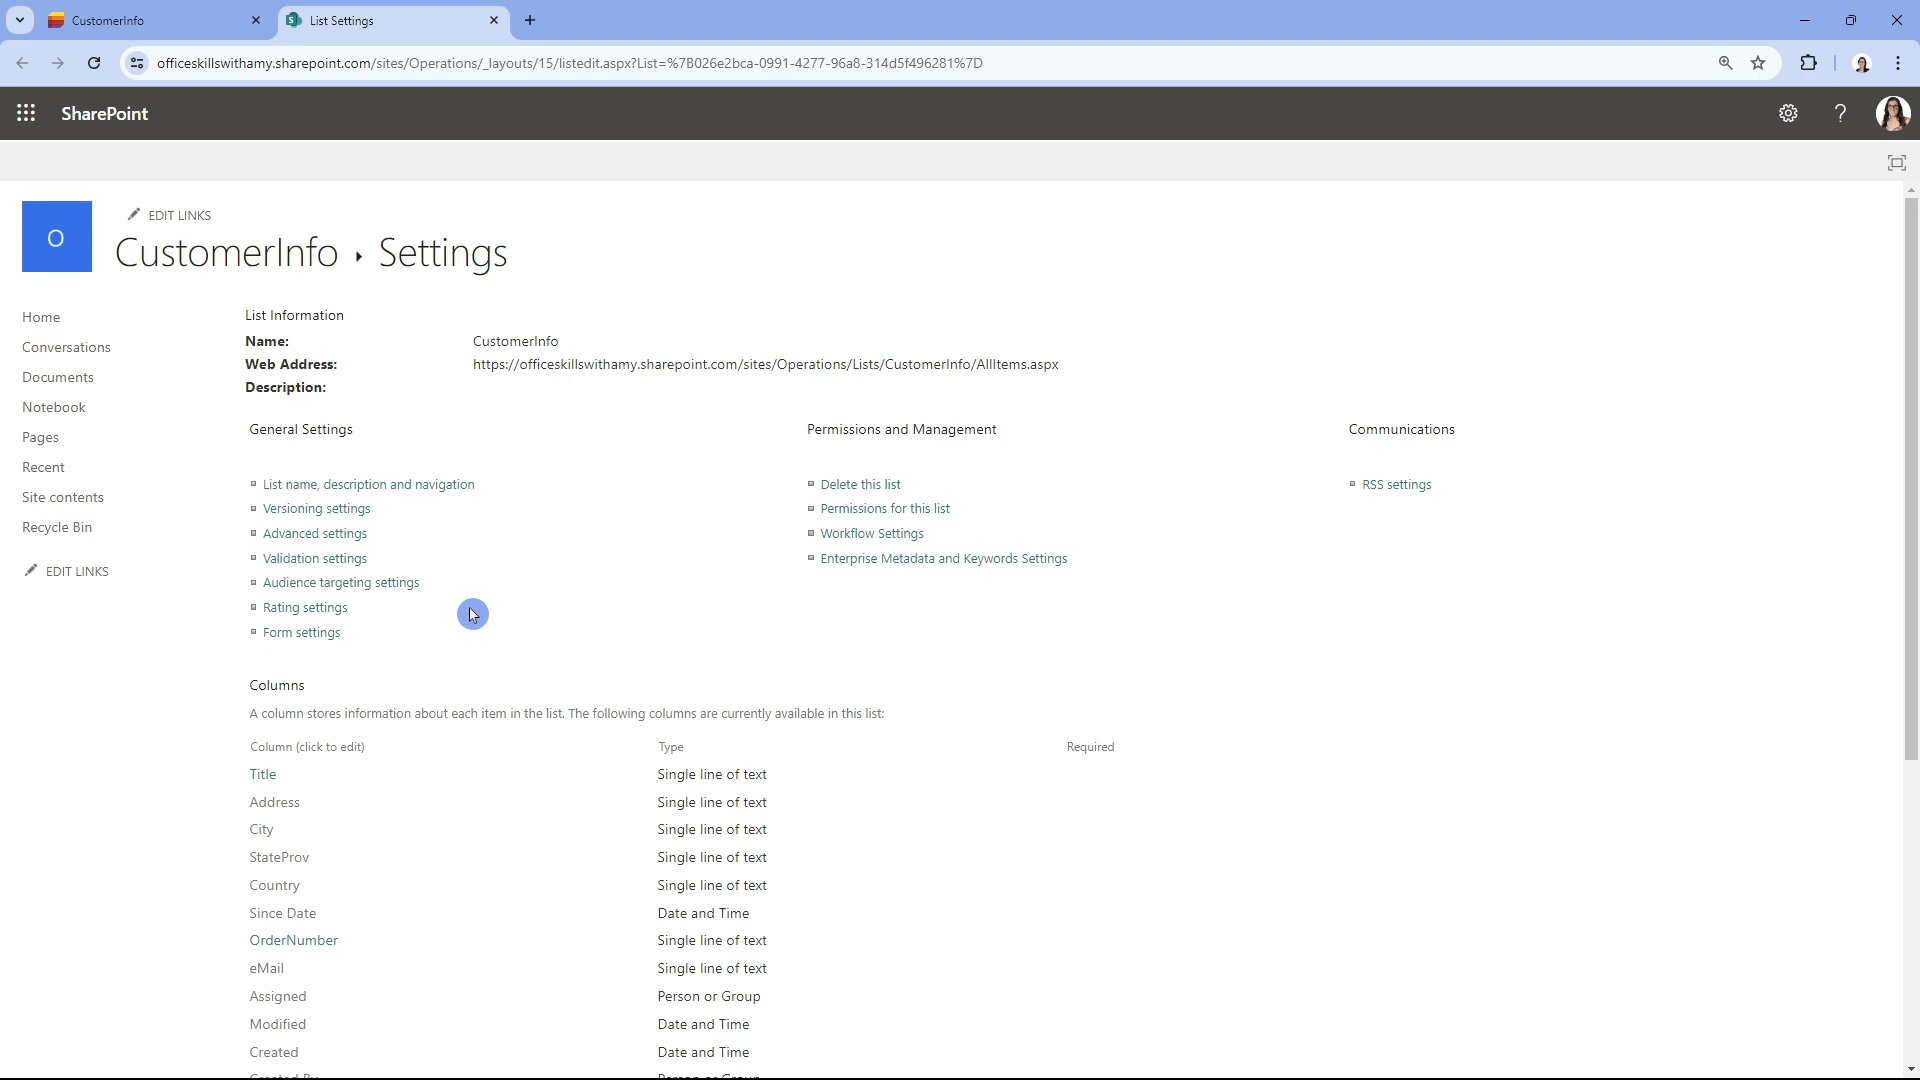 CustomerInfo
List Settings
officeskillswithamy.sharepoint.com/sites/Operations/_layouts/15/listedit.aspx?List=%7B026e2bca-0991-4277-96a8-314d5f496281%7D
SharePoint
EDIT LINKS
O
CustomerInfo Settings
Home
Conversations
Documents
Notebook
Pages
Recent
Site contents
Recycle Bin
EDIT LINKS
List Information
Name: CustomerInfo
Web Address: https://officeskillswithamy.sharepoint.com/sites/Operations/Lists/CustomerInfo/AllItems.aspx
Description:
General Settings
List name, description and navigation
Versioning settings
Advanced settings
Validation settings
Audience targeting settings
Rating settings
Form settings
Permissions and Management
Delete this list
Permissions for this list
Workflow Settings
Enterprise Metadata and Keywords Settings
Communications
RSS settings
Columns
A column stores information about each item in the list. The following columns are currently available in this list:
Column (click to edit) Type Required
Title Single line of text
Address Single line of text
City Single line of text
StateProv Single line of text
Country Single line of text
Since Date Date and Time
OrderNumber Single line of text
eMail Single line of text
Assigned Person or Group
Modified Date and Time
Created Date and Time